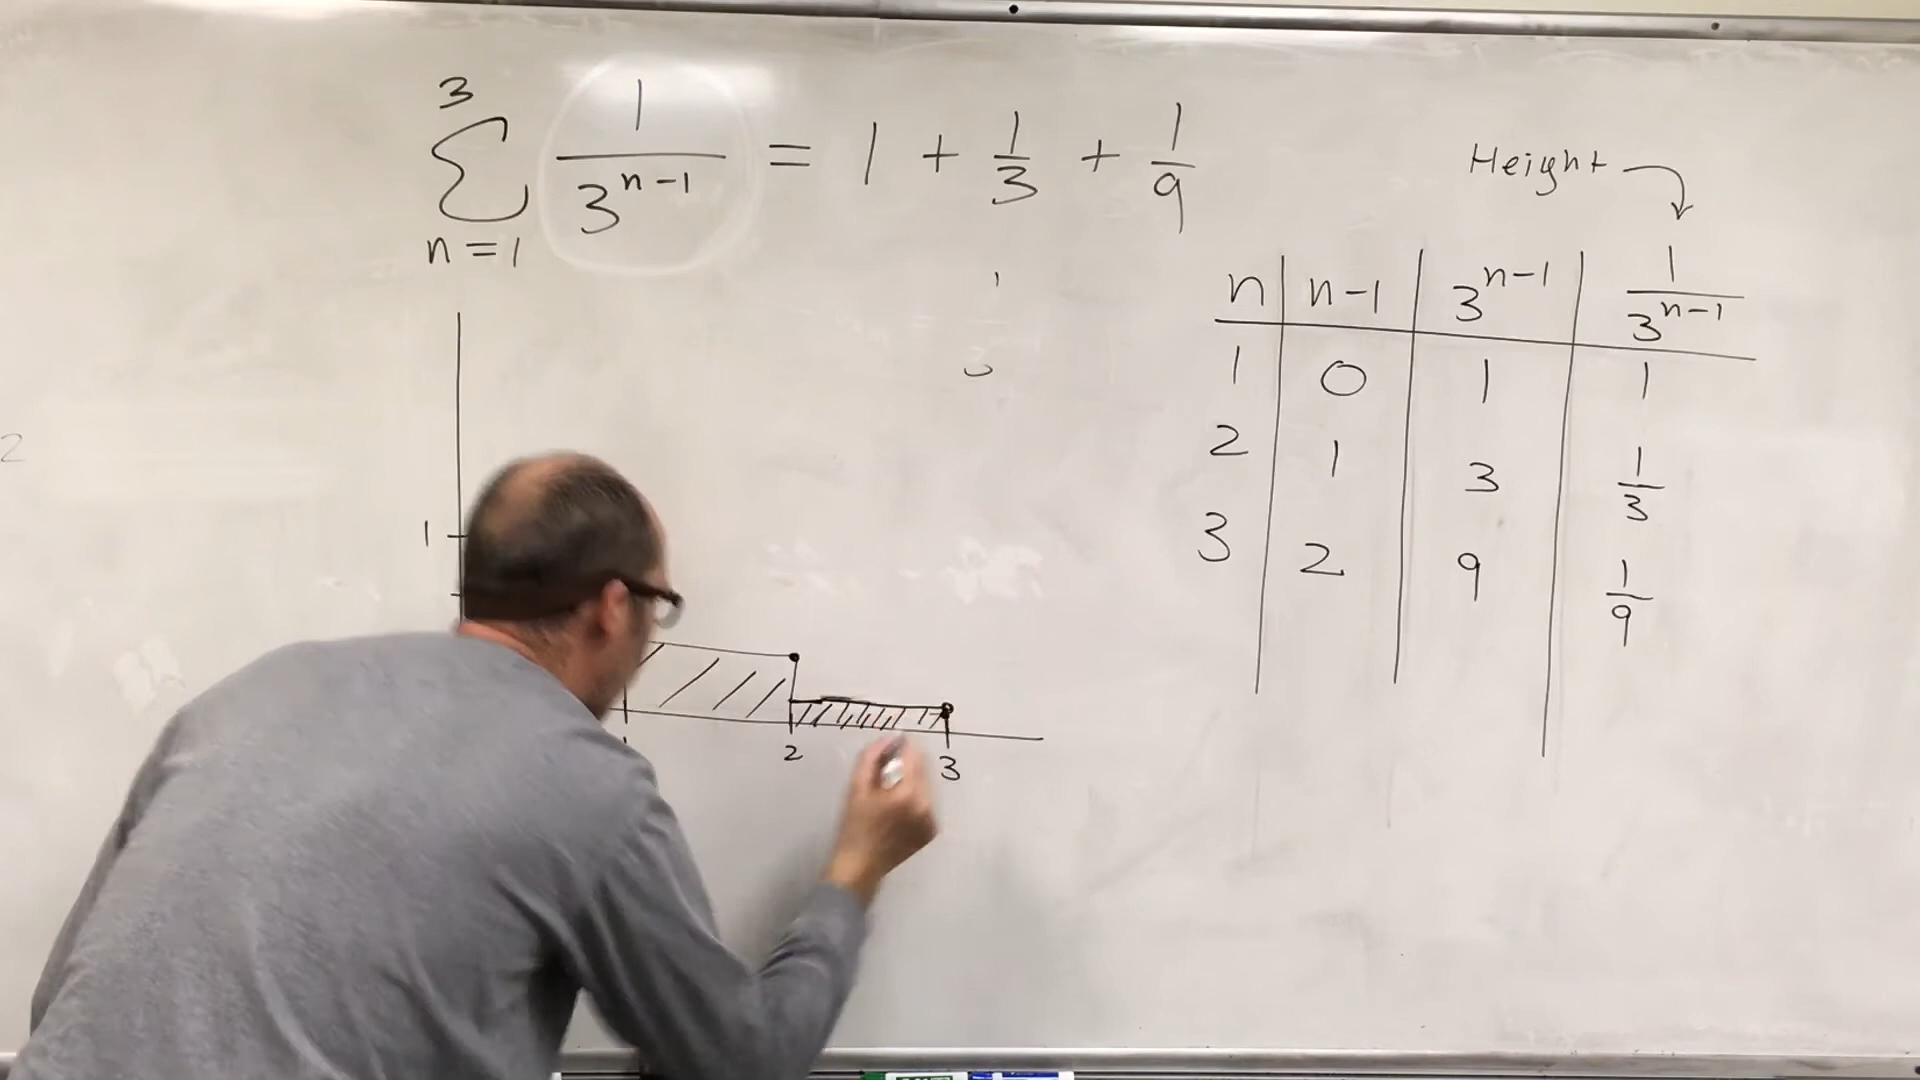 3
∑ 1/3^(n-1) = 1 + 1/3 + 1/9
n = 1
Height
n | n-1 | 3^(n-1) | 1/3^(n-1)
1 | 0 | 1 | 1
2 | 1 | 3 | 1/3
3 | 2 | 9 | 1/9
1
2 3
2